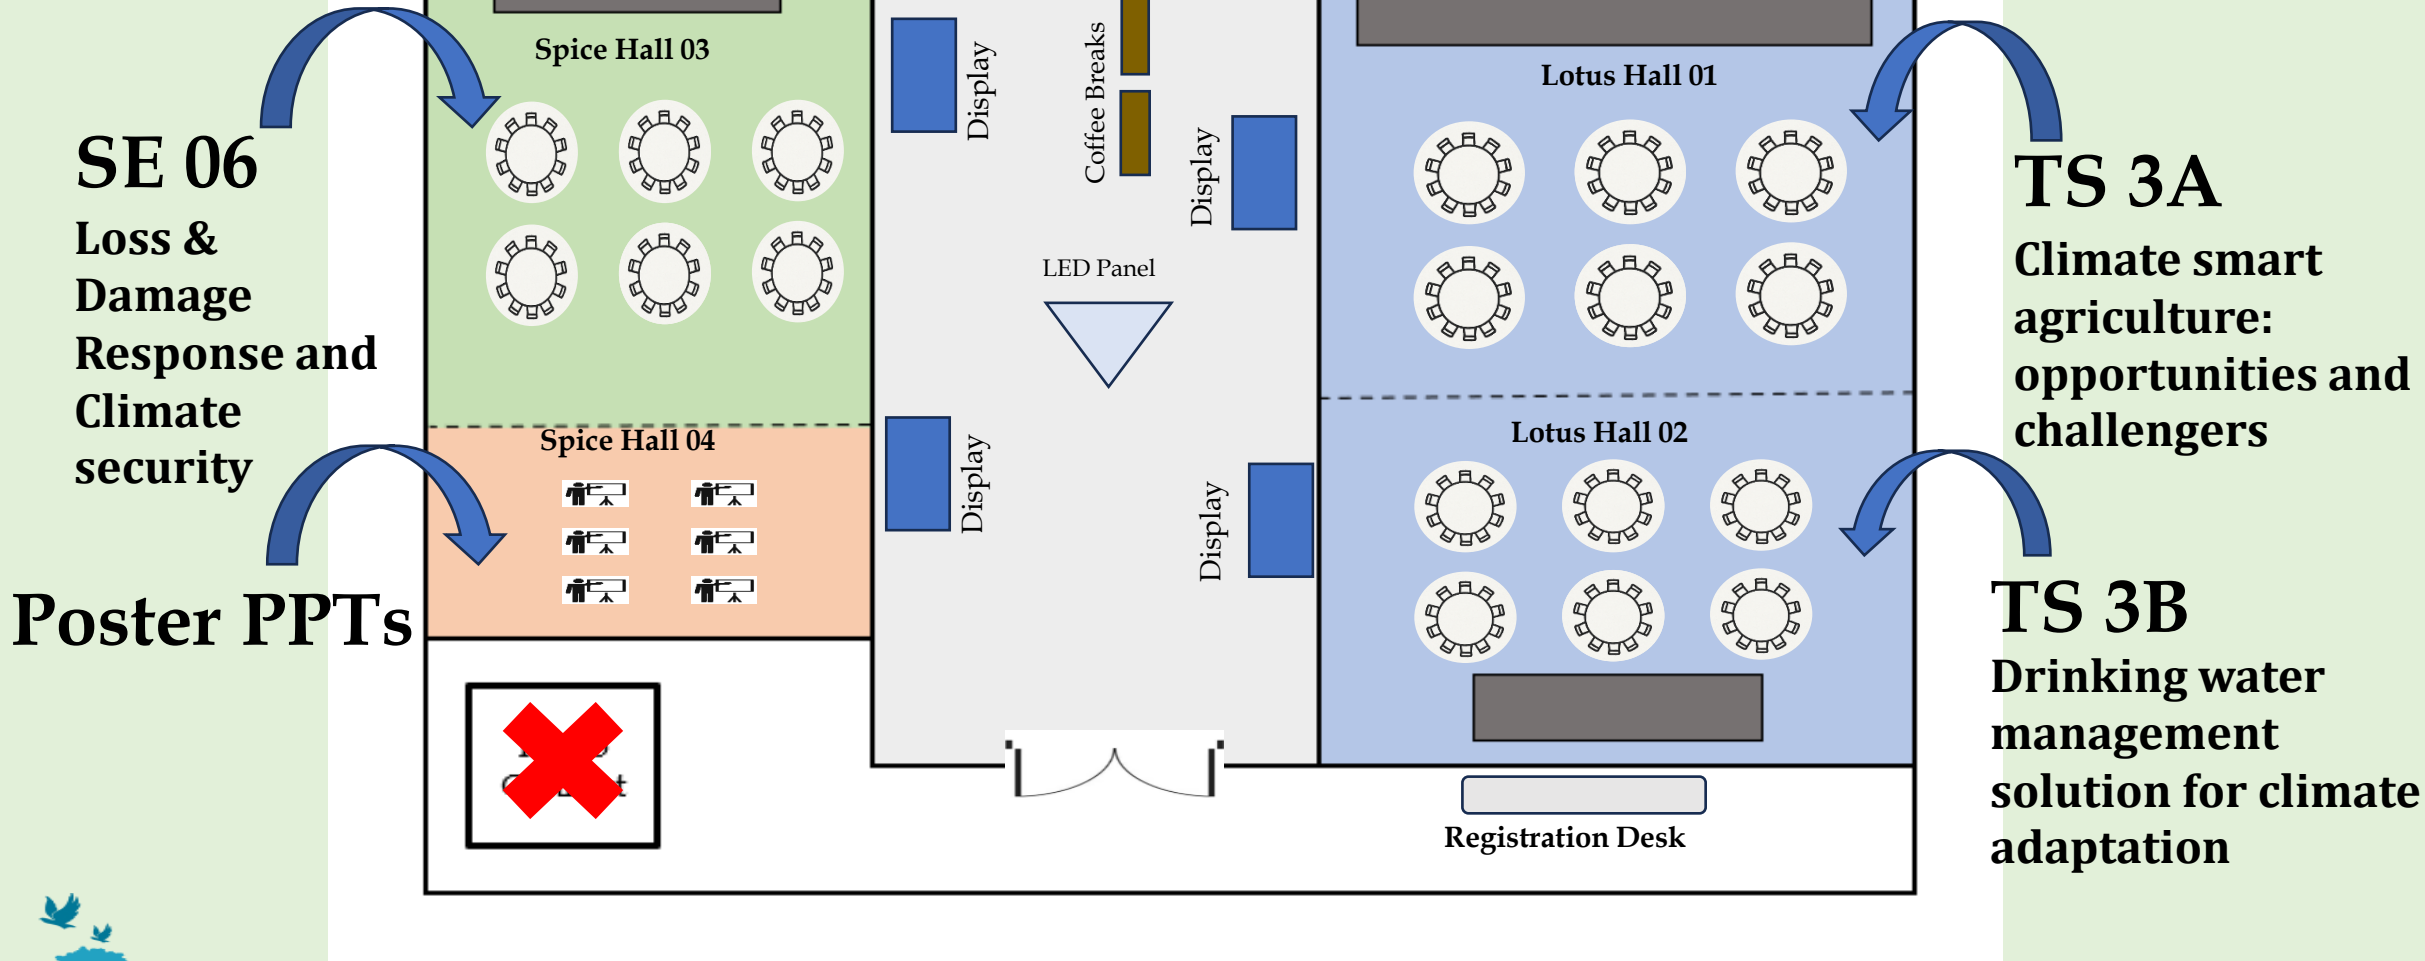 SE 06
Loss &
Damage
Response and
Climate
security
Poster PPTs
Spice Hall 03
Spice Hall 04
Display
Display
Coffee Breaks
LED Panel
Display
Display
Lotus Hall 01
Lotus Hall 02
Registration Desk
TS 3A
Climate smart
agriculture:
opportunities and
challengers
TS 3B
Drinking water
management
solution for climate
adaptation